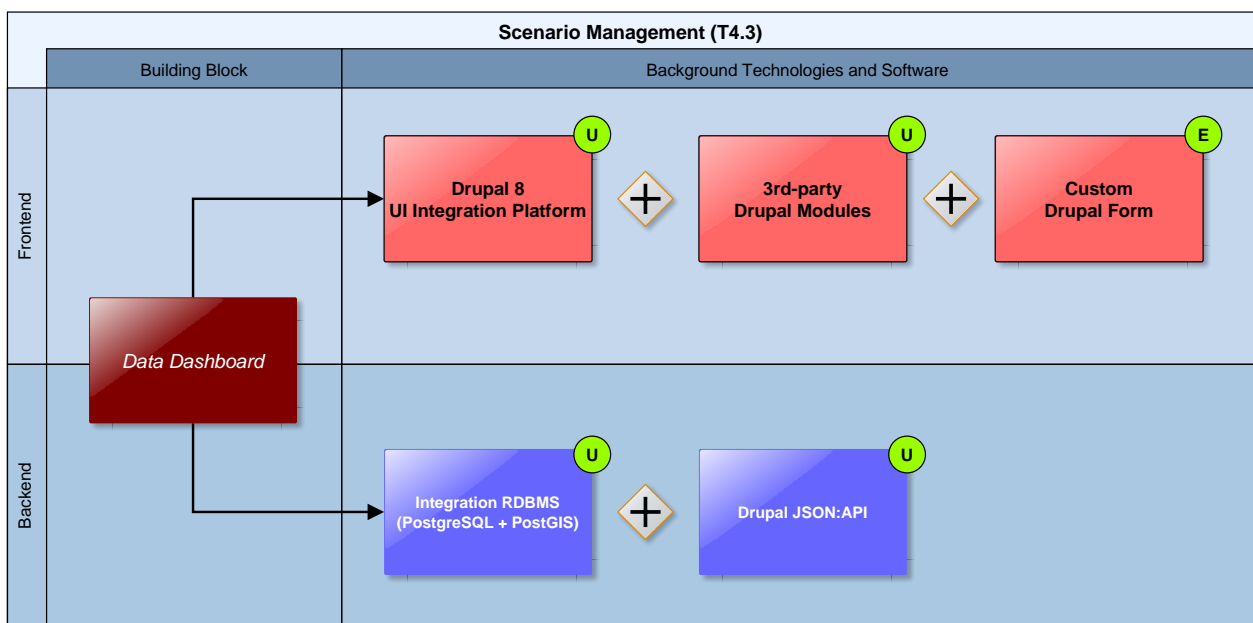 Scenario Management (T4.3)
Building Block
Background Technologies and Software
Frontend
U
U
E
Drupal 8
UI Integration Platform
3rd-party
Drupal Modules
Custom
Drupal Form
Data Dashboard
Backend
U
U
Integration RDBMS
(PostgreSQL + PostGIS)
Drupal JSON:API